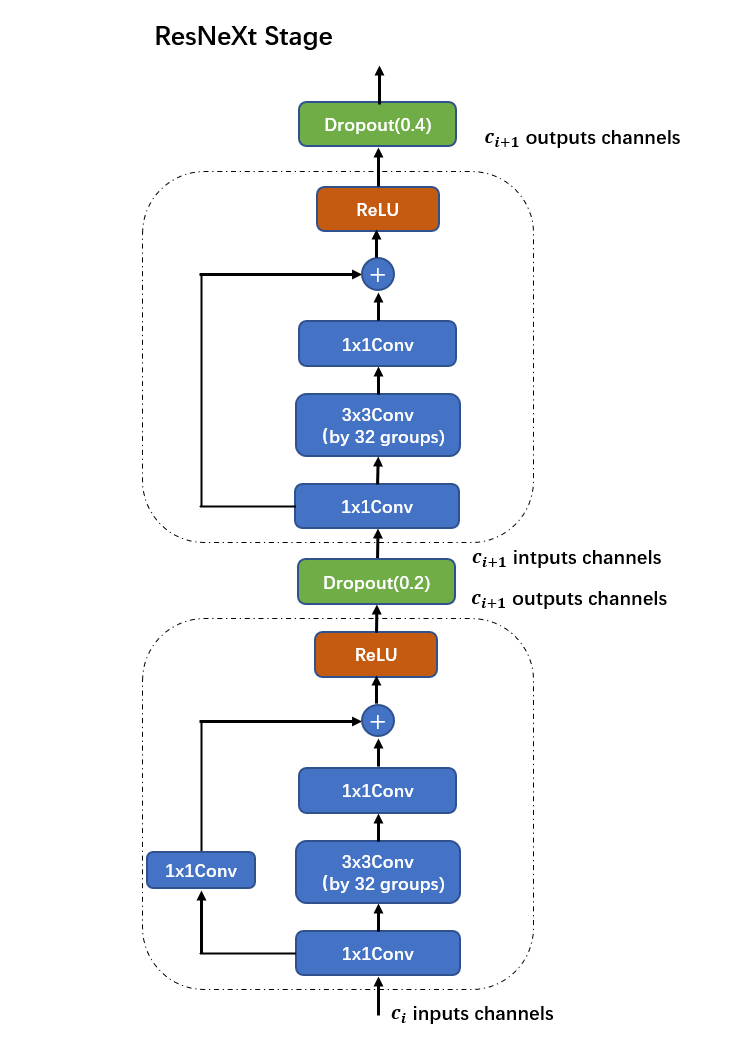 ResNeXt Stage
Dropout(0.4)
c_{i+1} outputs channels
ReLU
+
1x1Conv
3x3Conv
(by 32 groups)
1x1Conv
c_{i+1} intputs channels
Dropout(0.2)
c_{i+1} outputs channels
ReLU
+
1x1Conv
3x3Conv
(by 32 groups)
1x1Conv
1x1Conv
c_i inputs channels